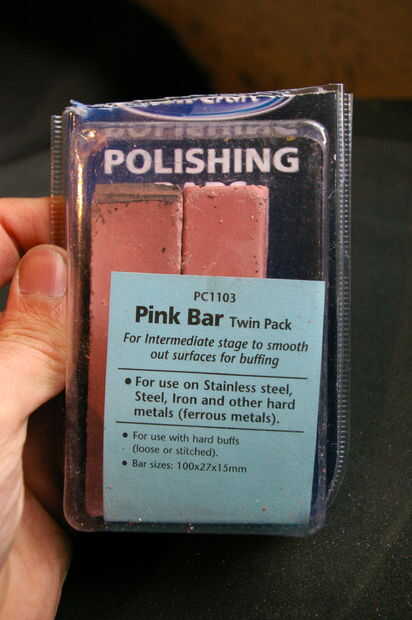 POLISHING
PC1103
Pink Bar Twin Pack
For Intermediate stage to smooth
out surfaces for buffing
• For use on Stainless steel,
Steel, Iron and other hard
metals (ferrous metals).
• For use with hard buffs
(loose or stitched).
• Bar sizes: 100x27x15mm